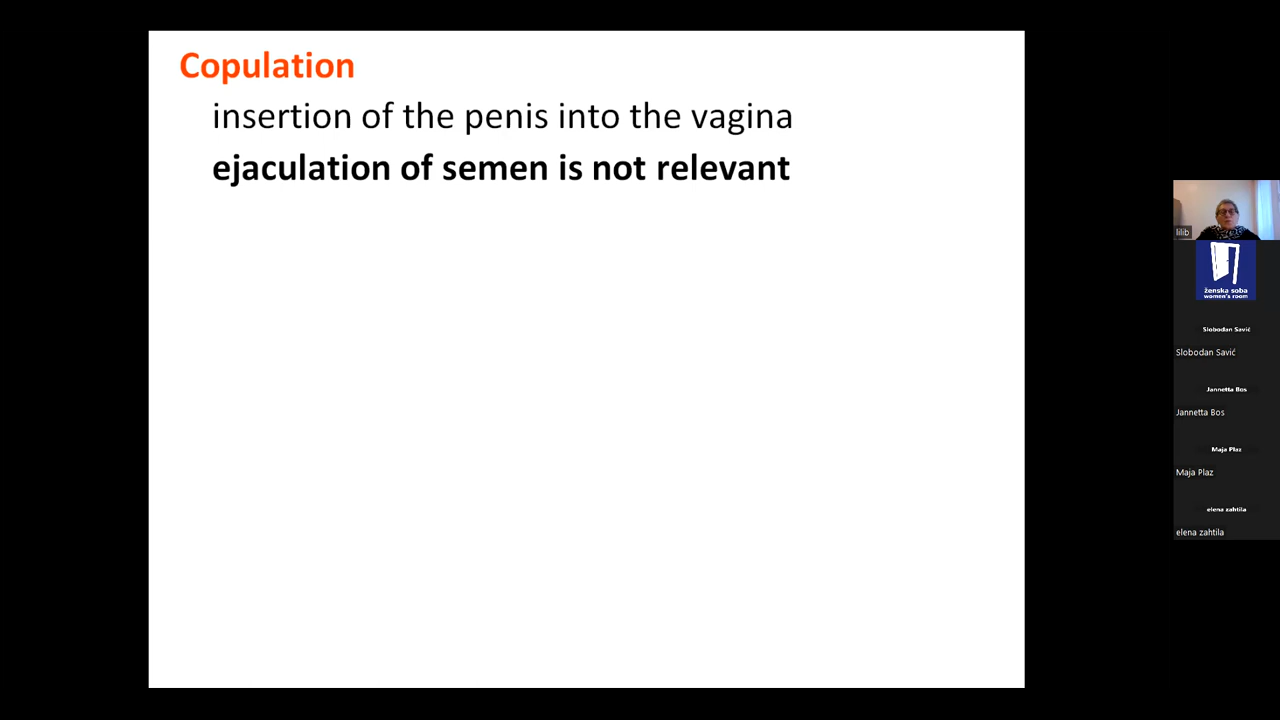 Copulation
insertion of the penis into the vagina
ejaculation of semen is not relevant
lilib
ženska soba
women's room
Slobodan Savić
Slobodan Savić
Jannetta Bos
Jannetta Bos
Maja Plaz
Maja Plaz
elena zahtila
elena zahtila